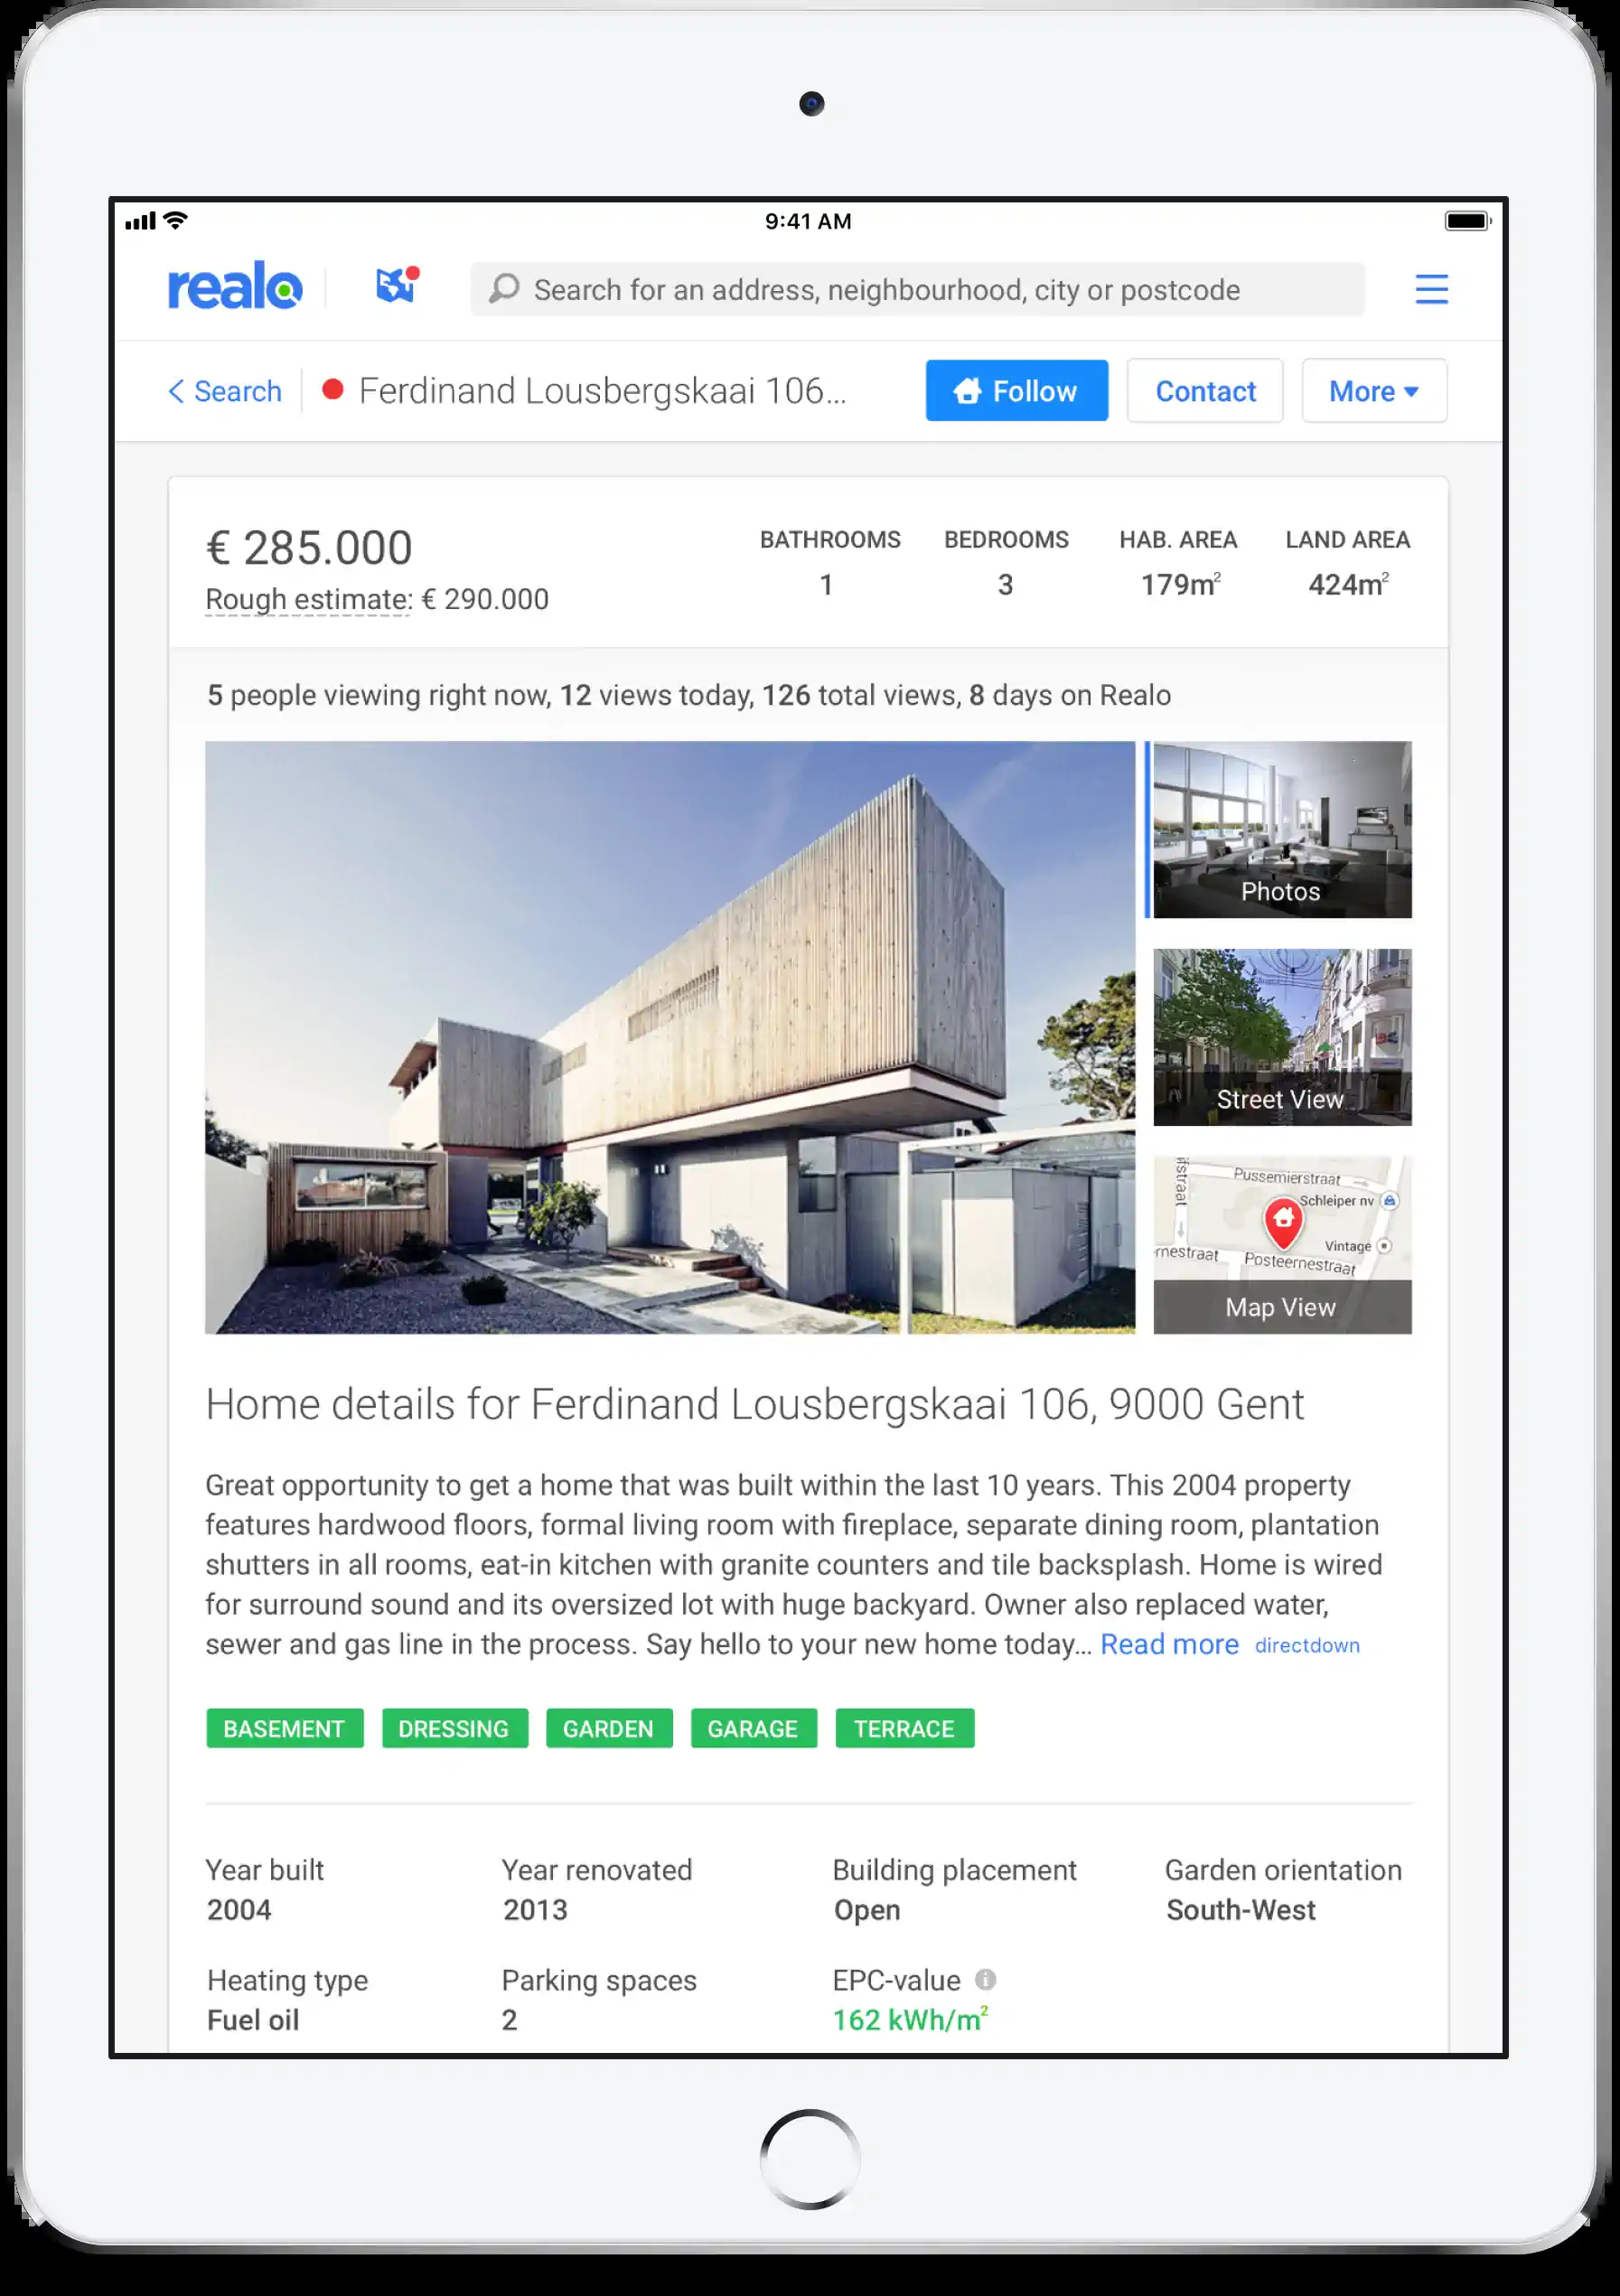 9:41 AM
realo
Search for an address, neighbourhood, city or postcode
Search
Ferdinand Lousbergskaai 106...
Follow
Contact
More
€ 285.000
Rough estimate: € 290.000
BATHROOMS
1
BEDROOMS
3
HAB. AREA
179m²
LAND AREA
424m²
5 people viewing right now, 12 views today, 126 total views, 8 days on Realo
Photos
Street View
Pussemierstraat
Schleiper nv
Vintage
Posteernestraat
Map View
Home details for Ferdinand Lousbergskaai 106, 9000 Gent
Great opportunity to get a home that was built within the last 10 years. This 2004 property
features hardwood floors, formal living room with fireplace, separate dining room, plantation
shutters in all rooms, eat-in kitchen with granite counters and tile backsplash. Home is wired
for surround sound and its oversized lot with huge backyard. Owner also replaced water,
sewer and gas line in the process. Say hello to your new home today... Read more directdown
BASEMENT
DRESSING
GARDEN
GARAGE
TERRACE
Year built
2004
Year renovated
2013
Building placement
Open
Garden orientation
South-West
Heating type
Fuel oil
Parking spaces
2
EPC-value
162 kWh/m²